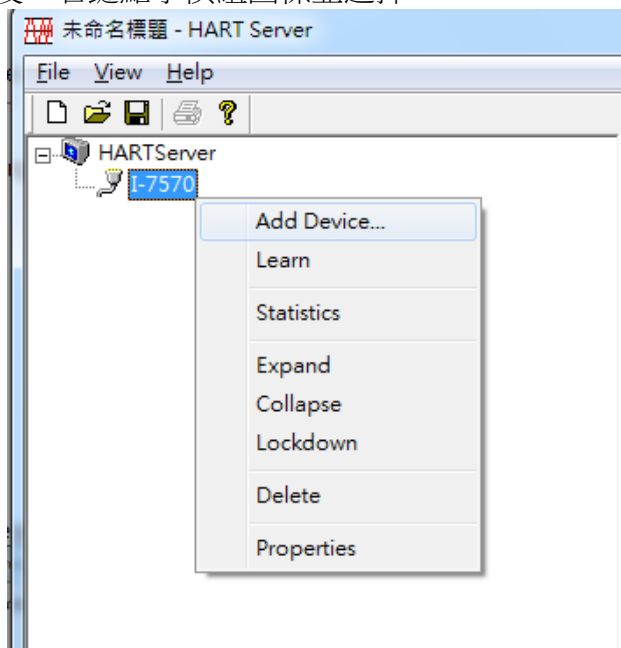 未命名標題 - HART Server
File View Help
HARTServer
I-7570
Add Device...
Learn
Statistics
Expand
Collapse
Lockdown
Delete
Properties